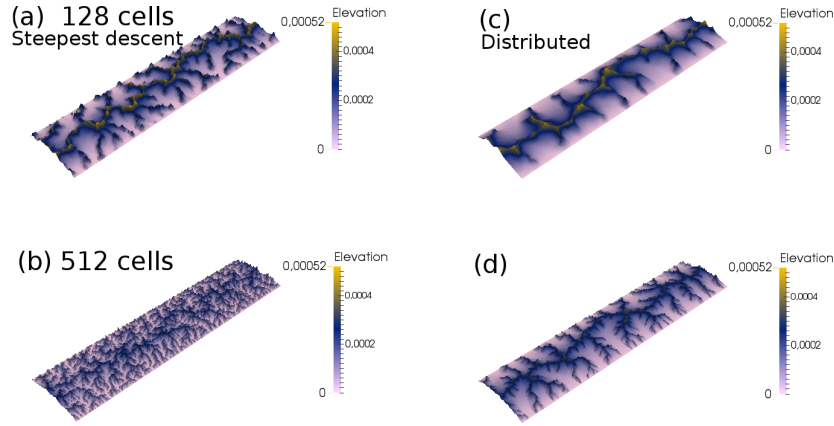 (a) 128 cells
Steepest descent
0,00052
Elevation
0,0004
0,0002
0
(c)
Distributed
0,00052
Elevation
0,0004
0,0002
0
(b) 512 cells
0,00052
Elevation
0,0004
0,0002
0
(d)
0,00052
Elevation
0,0004
0,0002
0